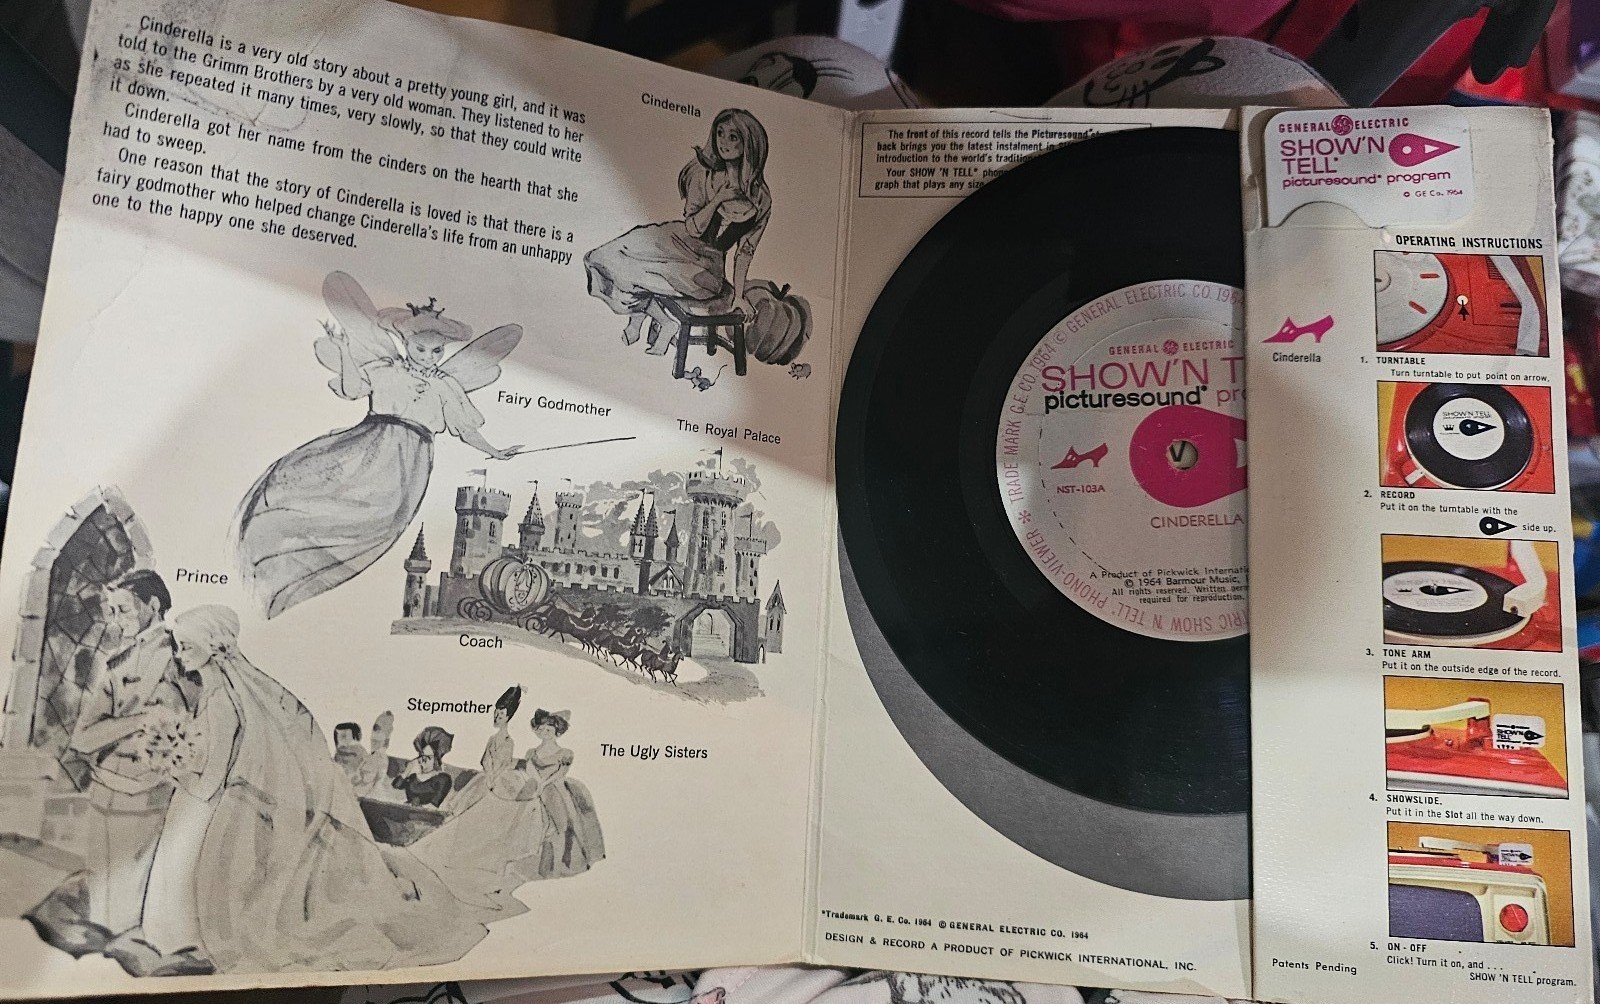 Cinderella is a very old story about a pretty young girl, and it was
told to the Grimm Brothers by a very old woman. They listened to her
as she repeated it many times, very slowly, so that they could write
it down.
Cinderella got her name from the cinders on the hearth that she
had to sweep.
One reason that the story of Cinderella is loved is that there is a
fairy godmother who helped change Cinderella's life from an unhappy
one to the happy one she deserved.
Cinderella
Fairy Godmother
The Royal Palace
Prince
Coach
Stepmother
The Ugly Sisters
The front of this record tells the Picturesound*
back brings you the latest instalment in
introduction to the world's
Your SHOW 'N TELL*
graph that plays any size
TRADE MARK G.E. CO. 1964 © GENERAL ELECTRIC CO. 
SHOW 'N TELL, PHONO-VIEWER
GENERAL ELECTRIC
SHOW'N T
picturesound*
NST-103A
V
CINDERELLA
A Product of Pickwick
© 1964 Barmour Music,
All rights reserved. Written
required for reproduction.
*Trademark G. E. Co. 1964 © GENERAL ELECTRIC CO. 1964
DESIGN & RECORD A PRODUCT OF PICKWICK INTERNATIONAL, INC.
GENERAL ELECTRIC
SHOW'N
TELL*
picturesound* program
© GE Co. 1964
OPERATING INSTRUCTIONS
Cinderella
1. TURNTABLE
Turn turntable to put point on arrow.
SHOW'N TELL
2. RECORD
Put it on the turntable with the
side up.
3. TONE ARM
Put it on the outside edge of the record.
SHOW'N
TELL
4. SHOWSLIDE.
Put it in the Slot all the way down.
5. ON - OFF
Click! Turn it on, and . . .
SHOW 'N TELL program.
Patents Pending